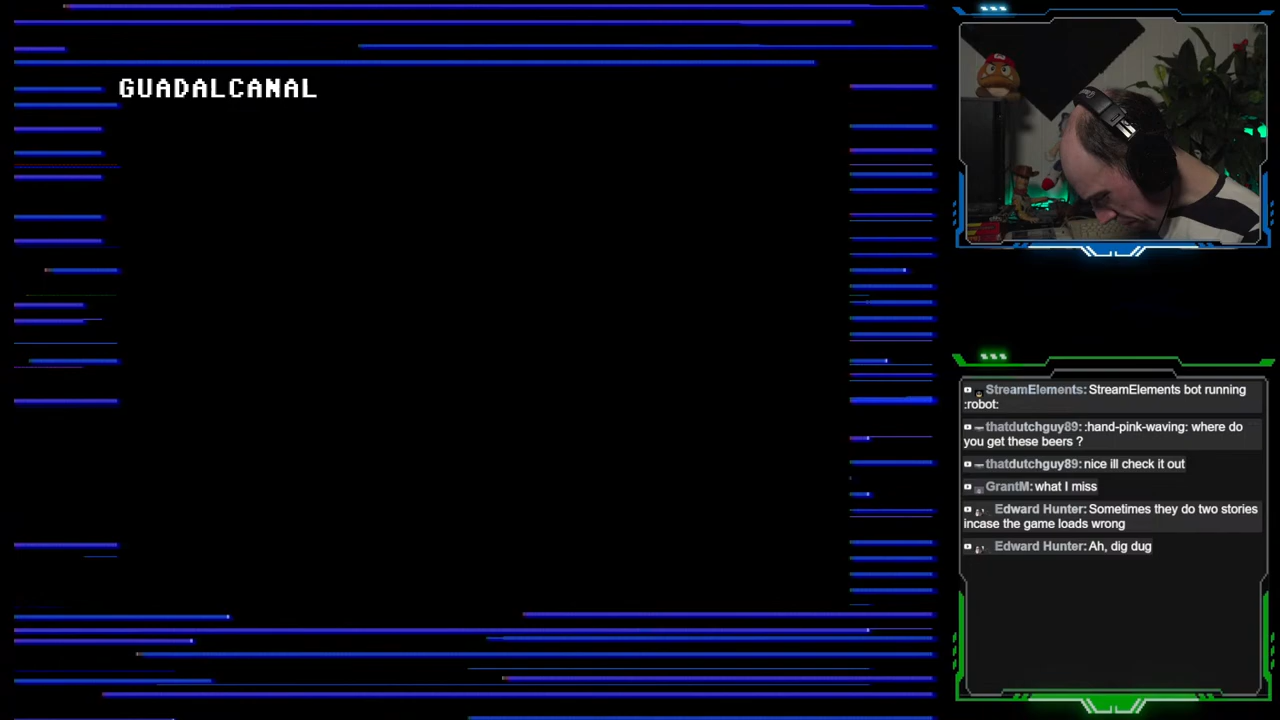 GUADALCANAL
StreamElements: StreamElements bot running
:robot:
thatdutchguy89: :hand-pink-waving: where do
you get these beers ?
thatdutchguy89: nice ill check it out
GrantM: what I miss
Edward Hunter: Sometimes they do two stories
incase the game loads wrong
Edward Hunter: Ah, dig dug